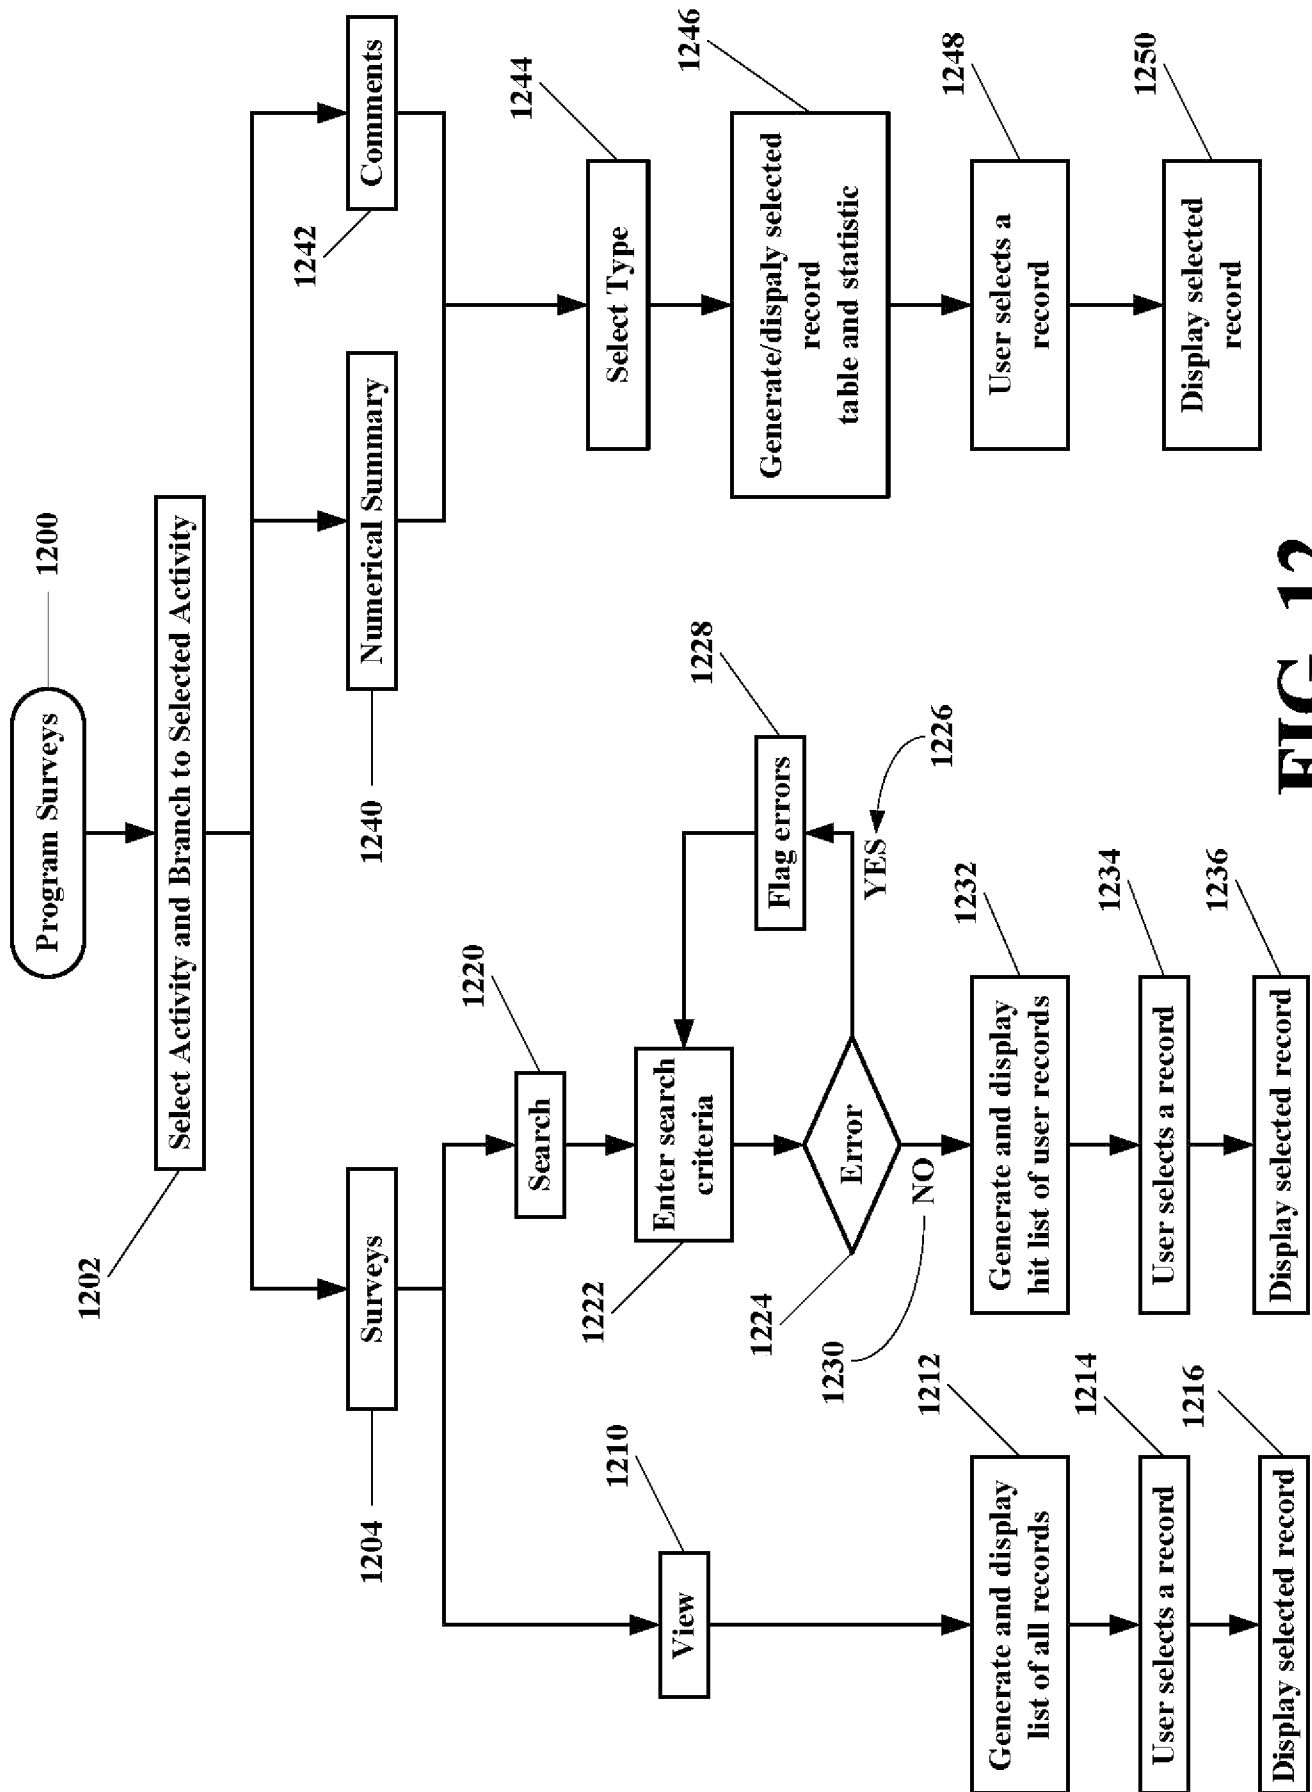 Program Surveys
1200
Select Activity and Branch to Selected Activity
1202
Surveys
1204
Numerical Summary
1240
Comments
1242
View
1210
Search
1220
Enter search
criteria
1222
Flag errors
1228
Error
1224
YES
1226
NO
1230
Generate and display
list of all records
1212
User selects a record
1214
Display selected record
1216
Generate and display
hit list of user records
1232
User selects a record
1234
Display selected record
1236
Select Type
1244
Generate/dispaly selected
record
table and statistic
1246
User selects a
record
1248
Display selected
record
1250
FIG. 12